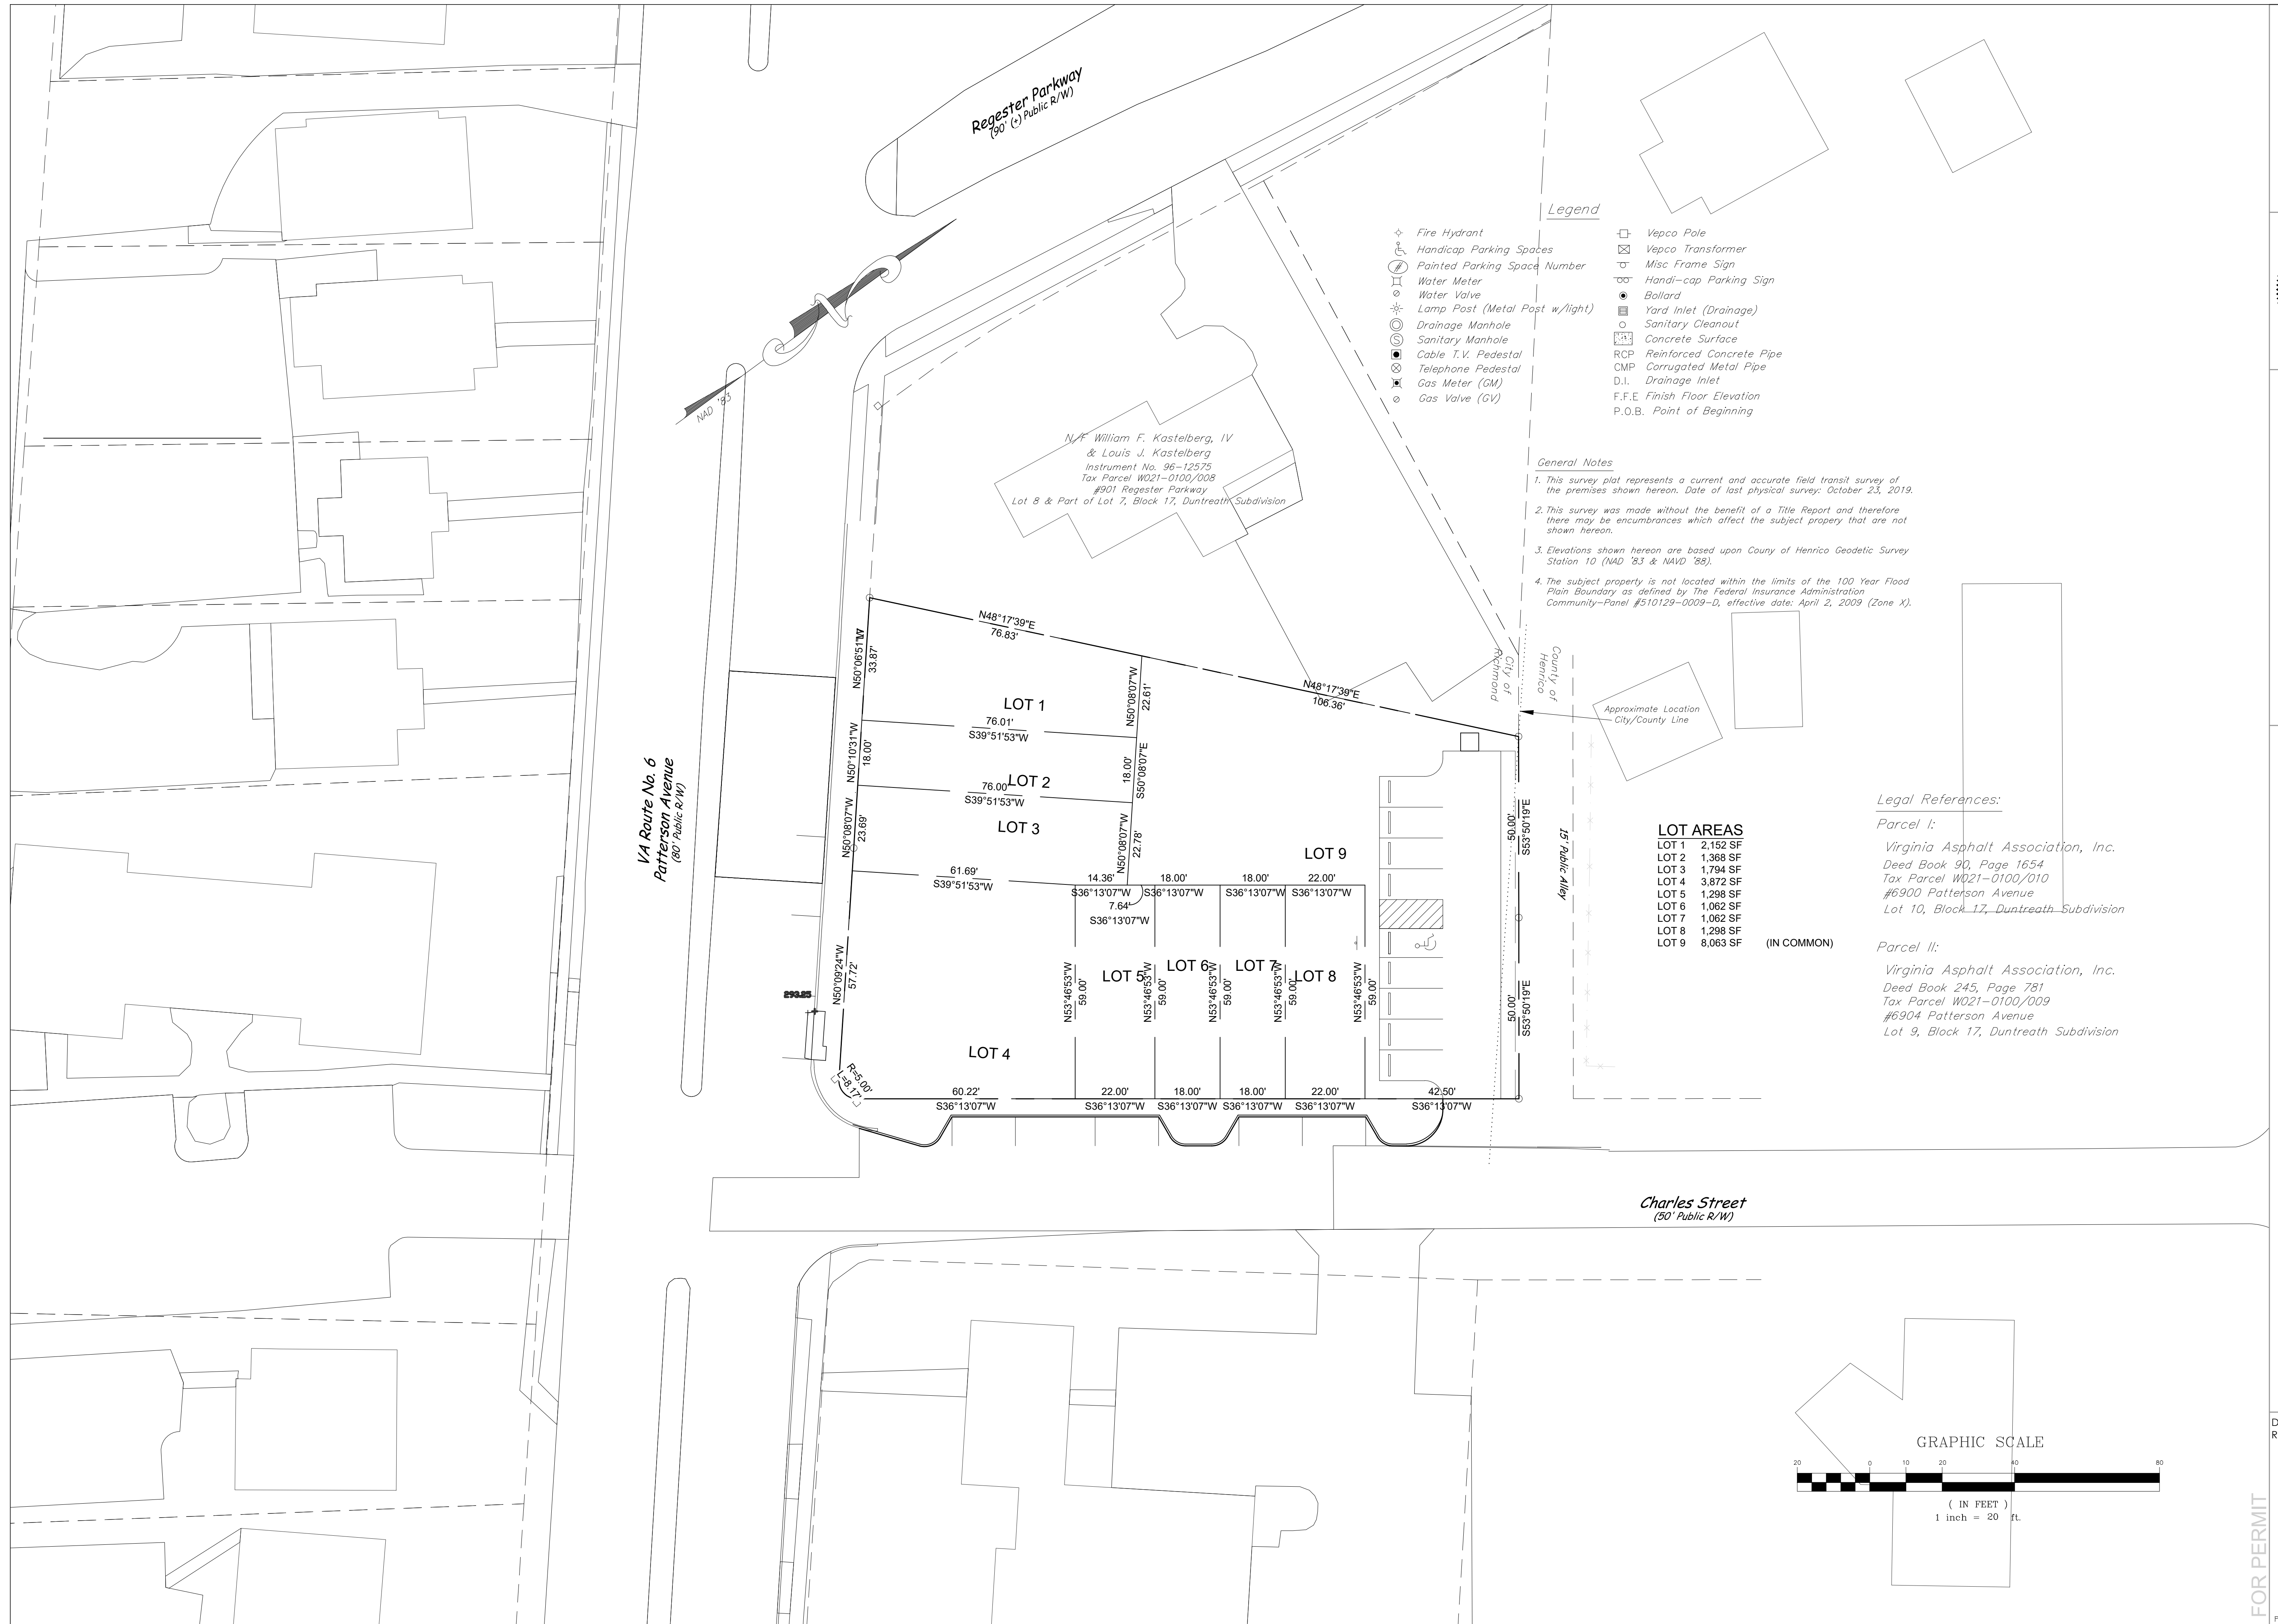 Regester Parkway
(90' (+) Public R/W)
NAD '83
Legend
Fire Hydrant
Handicap Parking Spaces
Painted Parking Space Number
Water Meter
Water Valve
Lamp Post (Metal Post w/light)
Drainage Manhole
S Sanitary Manhole
Cable T.V. Pedestal
Telephone Pedestal
Gas Meter (GM)
Gas Valve (GV)
Vepco Pole
Vepco Transformer
Misc Frame Sign
Handi-cap Parking Sign
Bollard
Yard Inlet (Drainage)
Sanitary Cleanout
Concrete Surface
RCP Reinforced Concrete Pipe
CMP Corrugated Metal Pipe
D.I. Drainage Inlet
F.F.E Finish Floor Elevation
P.O.B. Point of Beginning
N/F William F. Kastelberg, IV
& Louis J. Kastelberg
Instrument No. 96-12575
Tax Parcel W021-0100/008
#901 Regester Parkway
Lot 8 & Part of Lot 7, Block 17, Duntreath Subdivision
General Notes
1. This survey plat represents a current and accurate field transit survey of
the premises shown hereon. Date of last physical survey: October 23, 2019.
2. This survey was made without the benefit of a Title Report and therefore
there may be encumbrances which affect the subject propery that are not
shown hereon.
3. Elevations shown hereon are based upon Couny of Henrico Geodetic Survey
Station 10 (NAD '83 & NAVD '88).
4. The subject property is not located within the limits of the 100 Year Flood
Plain Boundary as defined by The Federal Insurance Administration
Community-Panel #510129-0009-D, effective date: April 2, 2009 (Zone X).
N48°17'39"E
76.83'
N50°06'51"W
33.87'
N50°08'07"W
22.61'
N48°17'39"E
106.36'
City of
Richmond
County of
Henrico
Approximate Location
City/County Line
LOT 1
76.01'
S39°51'53"W
N50°10'31"W
18.00'
18.00'
S50°08'07"E
LOT 2
76.00'
S39°51'53"W
LOT 3
N50°08'07"W
23.69'
N50°08'07"W
22.78'
VA Route No. 6
Patterson Avenue
(80' Public R/W)
LOT 9
50.00'
S53°50'19"E
15' Public Alley
61.69'
S39°51'53"W
14.36'
S36°13'07"W
7.64'
S36°13'07"W
18.00'
S36°13'07"W
18.00'
S36°13'07"W
22.00'
S36°13'07"W
LOT AREAS
LOT 1 2,152 SF
LOT 2 1,368 SF
LOT 3 1,794 SF
LOT 4 3,872 SF
LOT 5 1,298 SF
LOT 6 1,062 SF
LOT 7 1,062 SF
LOT 8 1,298 SF
LOT 9 8,063 SF (IN COMMON)
Legal References:
Parcel I:
Virginia Asphalt Association, Inc.
Deed Book 90, Page 1654
Tax Parcel W021-0100/010
#6900 Patterson Avenue
Lot 10, Block 17, Duntreath Subdivision
Parcel II:
Virginia Asphalt Association, Inc.
Deed Book 245, Page 781
Tax Parcel W021-0100/009
#6904 Patterson Avenue
Lot 9, Block 17, Duntreath Subdivision
N50°09'24"W
57.72'
N53°46'53"W
59.00'
LOT 5
N53°46'53"W
59.00'
LOT 6
N53°46'53"W
59.00'
LOT 7
N53°46'53"W
59.00'
LOT 8
N53°46'53"W
59.00'
50.00'
S53°50'19"E
LOT 4
R=5.00'
L=8.17'
60.22'
S36°13'07"W
22.00'
S36°13'07"W
18.00'
S36°13'07"W
18.00'
S36°13'07"W
22.00'
S36°13'07"W
42.50'
S36°13'07"W
Charles Street
(50' Public R/W)
GRAPHIC SCALE
20 0 10 20 40 80
( IN FEET )
1 inch = 20 ft.
FOR PERMIT